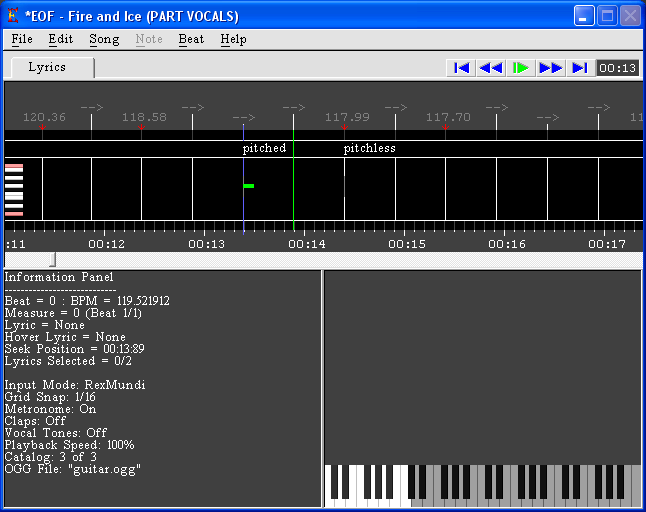 *EOF - Fire and Ice (PART VOCALS)
File Edit Song Note Beat Help
Lyrics
00:13
--> --> --> --> --> -->
120.36 118.58 117.99 117.70 11
pitched pitchless
:11 00:12 00:13 00:14 00:15 00:16 00:17
Information Panel
----------------------------
Beat = 0 : BPM = 119.521912
Measure = 0 (Beat 1/1)
Lyric = None
Hover Lyric = None
Seek Position = 00:13:89
Lyrics Selected = 0/2
Input Mode: RexMundi
Grid Snap: 1/16
Metronome: On
Claps: Off
Vocal Tones: Off
Playback Speed: 100%
Catalog: 3 of 3
OGG File: "guitar.ogg"